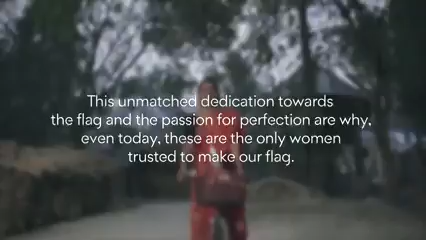 This unmatched dedication towards
the flag and the passion for perfection are why,
even today, these are the only women
trusted to make our flag.